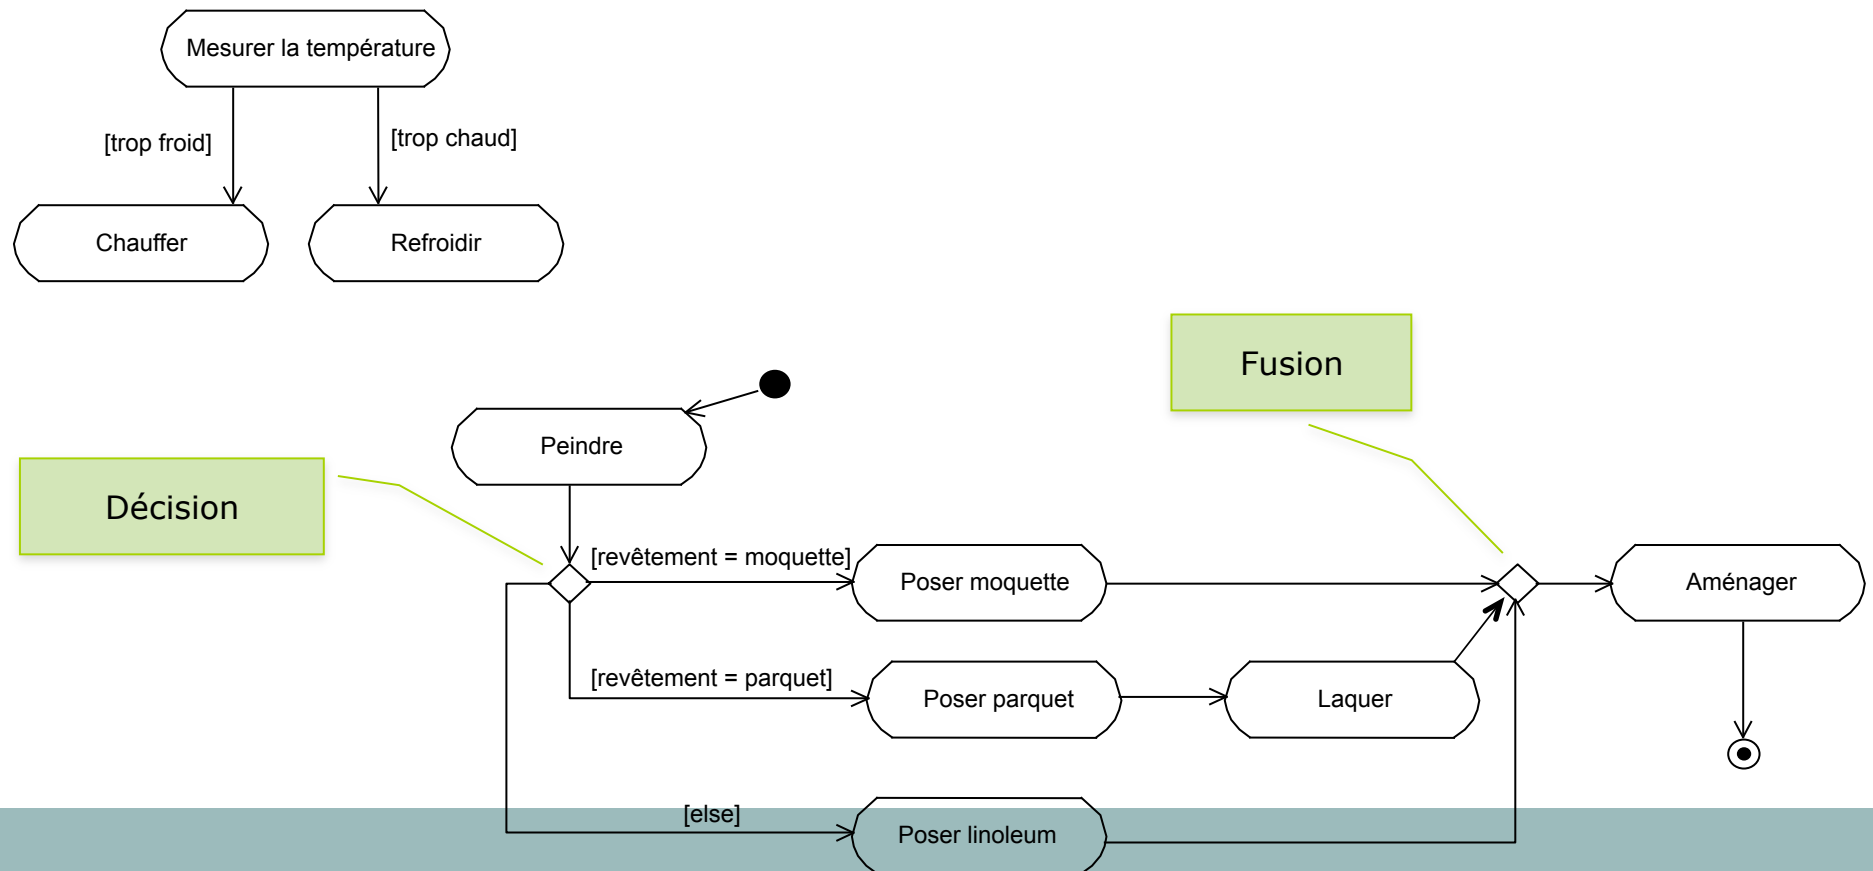 Mesurer la température
[trop froid]
[trop chaud]
Chauffer
Refroidir
Fusion
Peindre
Décision
[revêtement = moquette]
Poser moquette
Aménager
[revêtement = parquet]
Poser parquet
Laquer
[else]
Poser linoleum